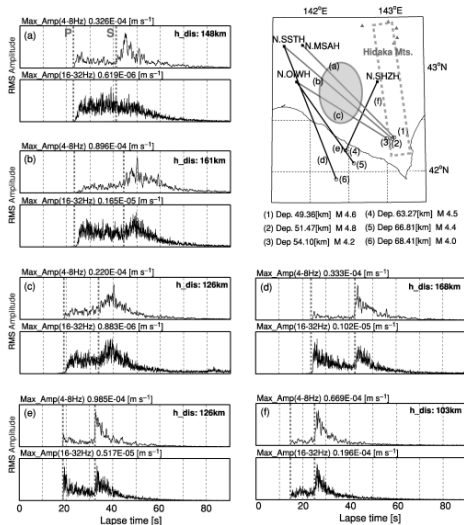 Max_Amp(4-8Hz) 0.326E-04 [m s⁻¹]
(a) P S h_dis: 148km
Max_Amp(16-32Hz) 0.619E-06 [m s⁻¹]
RMS Amplitude
Max_Amp(4-8Hz) 0.896E-04 [m s⁻¹]
(b) h_dis: 161km
Max_Amp(16-32Hz) 0.165E-05 [m s⁻¹]
RMS Amplitude
142°E 143°E
N.SSTH
N.MSAH
Hidaka Mts.
(a)
43°N
N.OIWH (b) N.SHZH
(c) (f)
(1)
(3) (2)
(e) (4)
(d) (5)
(6)
42°N
(1) Dep. 49.36[km] M 4.6 (4) Dep. 63.27[km] M 4.5
(2) Dep. 51.47[km] M 4.8 (5) Dep 66.81[km] M 4.4
(3) Dep 54.10[km] M 4.2 (6) Dep 68.41[km] M 4.0
Max_Amp(4-8Hz) 0.220E-04 [m s⁻¹]
(c) h_dis: 126km
Max_Amp(16-32Hz) 0.883E-06 [m s⁻¹]
RMS Amplitude
Max_Amp(4-8Hz) 0.333E-04 [m s⁻¹]
(d) h_dis: 168km
Max_Amp(16-32Hz) 0.102E-05 [m s⁻¹]
Max_Amp(4-8Hz) 0.985E-04 [m s⁻¹]
(e) h_dis:126km
Max_Amp(16-32Hz) 0.517E-05 [m s⁻¹]
RMS Amplitude
0 10 20 30 40 50 60 70 80
Lapse time [s]
Max_Amp(4-8Hz) 0.669E-04 [m s⁻¹]
(f) h_dis:103km
Max_Amp(16-32Hz) 0.196E-04 [m s⁻¹]
0 10 20 30 40 50 60 70 80
Lapse time [s]